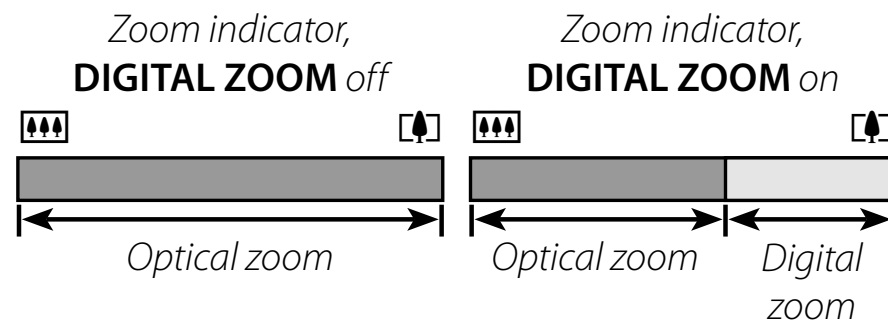 Zoom indicator,
DIGITAL ZOOM off
Optical zoom
Zoom indicator,
DIGITAL ZOOM on
Optical zoom
Digital
zoom